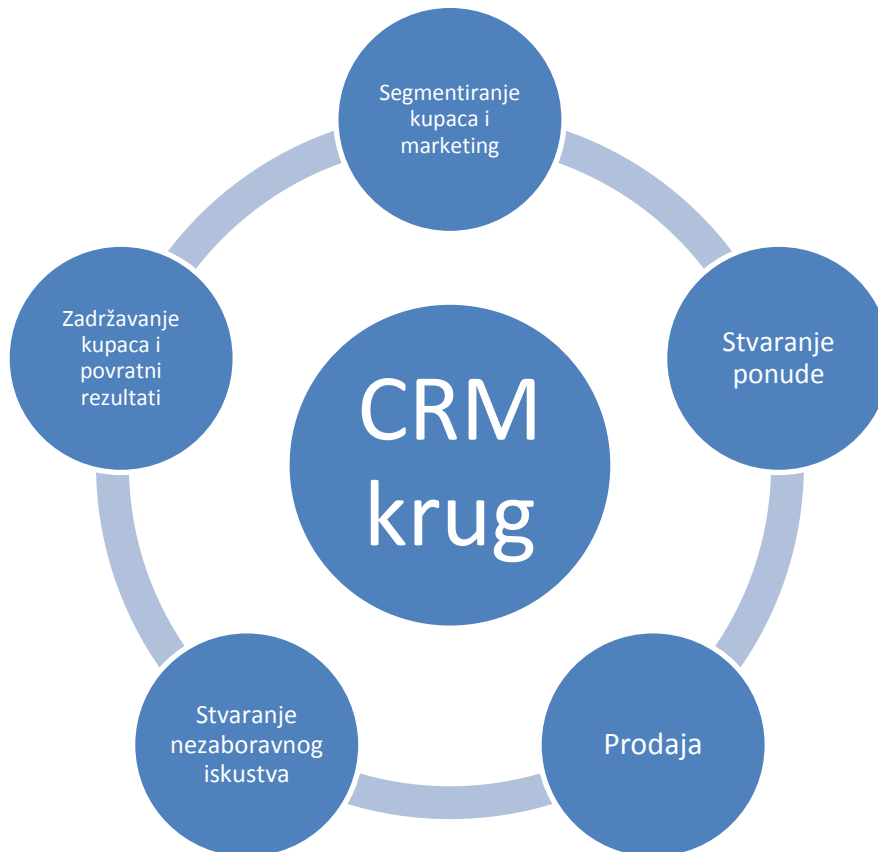 Segmentiranje
kupaca i
marketing
Stvaranje
ponude
Prodaja
Stvaranje
nezaboravnog
iskustva
Zadržavanje
kupaca i
povratni
rezultati
CRM
krug